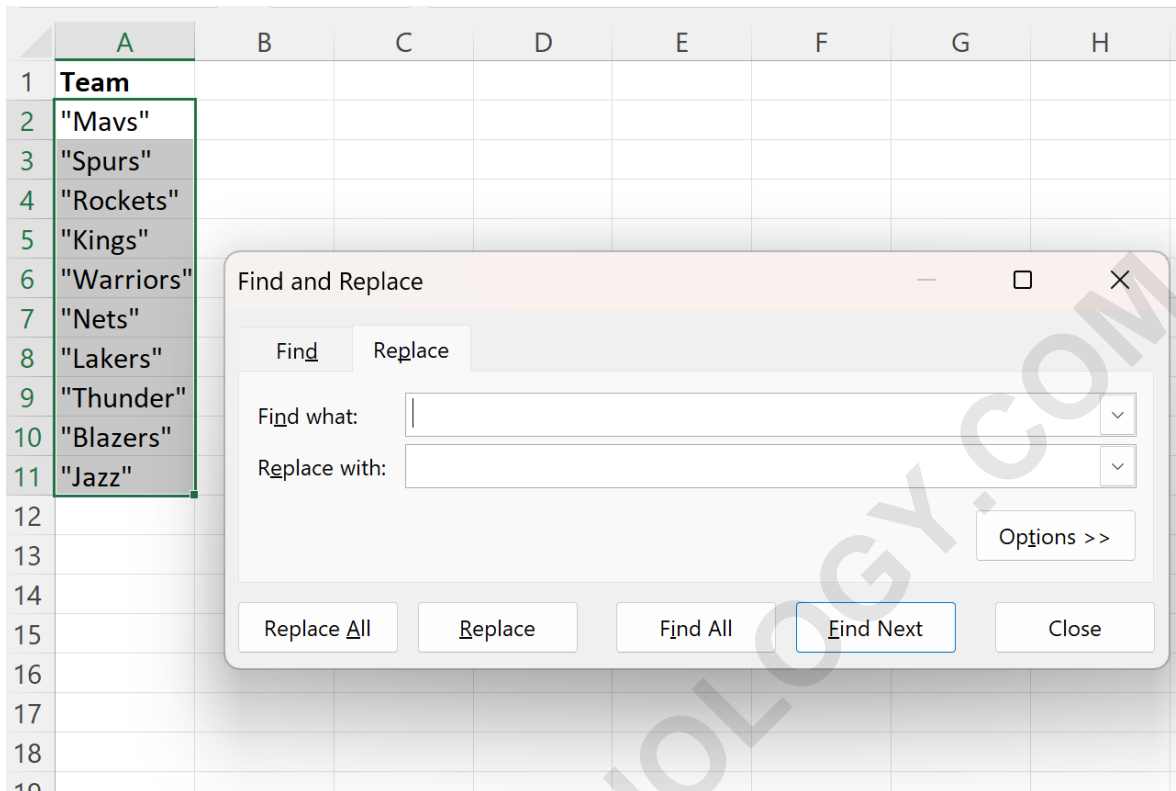 A B C D E F G H
1 Team
2 "Mavs"
3 "Spurs"
4 "Rockets"
5 "Kings"
6 "Warriors"
7 "Nets"
8 "Lakers"
9 "Thunder"
10 "Blazers"
11 "Jazz"
12
13
14
15
16
17
18
19
Find and Replace
Find Replace
Find what:
Replace with:
Options >>
Replace All Replace Find All Find Next Close
OLOGY.COM